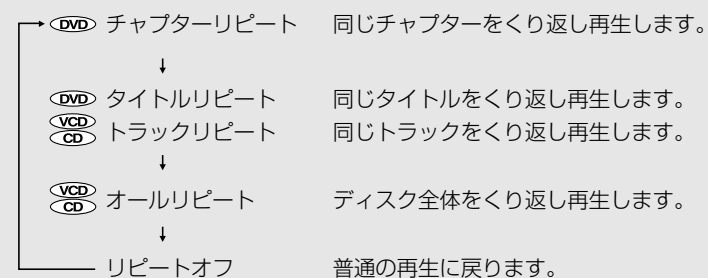 DVD チャプターリピート 同じチャプターをくり返し再生します。
↓
DVD タイトルリピート 同じタイトルをくり返し再生します。
VCD CD トラックリピート 同じトラックをくり返し再生します。
↓
VCD CD オールリピート ディスク全体をくり返し再生します。
↓
リピートオフ 普通の再生に戻ります。